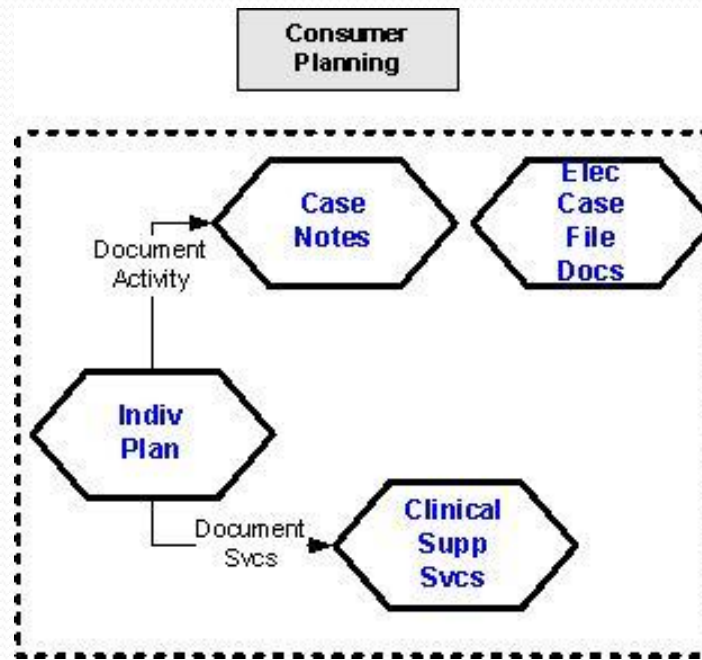 Consumer
Planning
Case
Notes
Elec
Case
File
Docs
Document
Activity
Indiv
Plan
Document
Svcs
Clinical
Supp
Svcs